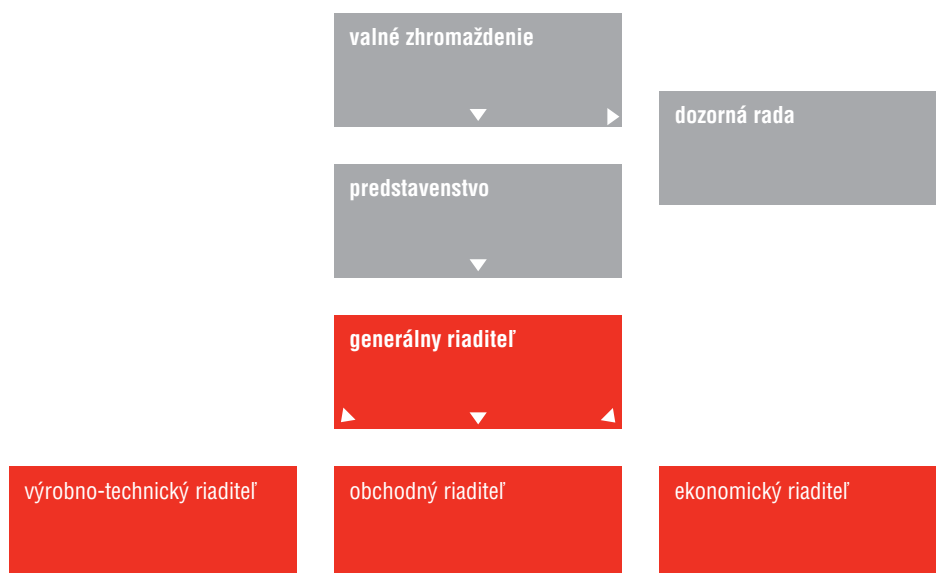 valné zhromaždenie
dozorná rada
predstavenstvo
generálny riaditeľ
výrobno-technický riaditeľ
obchodný riaditeľ
ekonomický riaditeľ